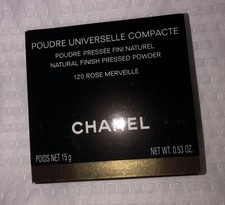 POUDRE UNIVERSELLE COMPACTE
POUDRE PRESSÉE FINI NATUREL
NATURAL FINISH PRESSED POWDER
120 ROSE MERVEILLE
CHANEL
POIDS NET 15 g NET WT. 0.53 OZ.